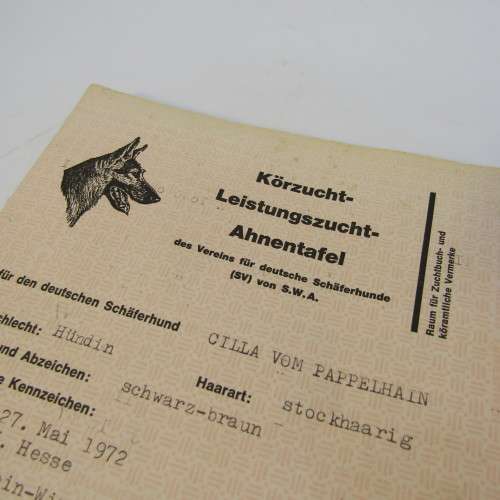 Körzucht-
Leistungszucht-
Ahnentafel
des Vereins für deutsche Schäferhunde
(SV) von S.W.A.
Raum für Zuchtbuch- und
köramtliche Vermerke
für den deutschen Schäferhund CILLA VOM PAPPELHAIN
schlecht: Hündin
und Abzeichen: Haarart: stockhaarig
e Kennzeichen: schwarz-braun
27. Mai 1972
. Hesse